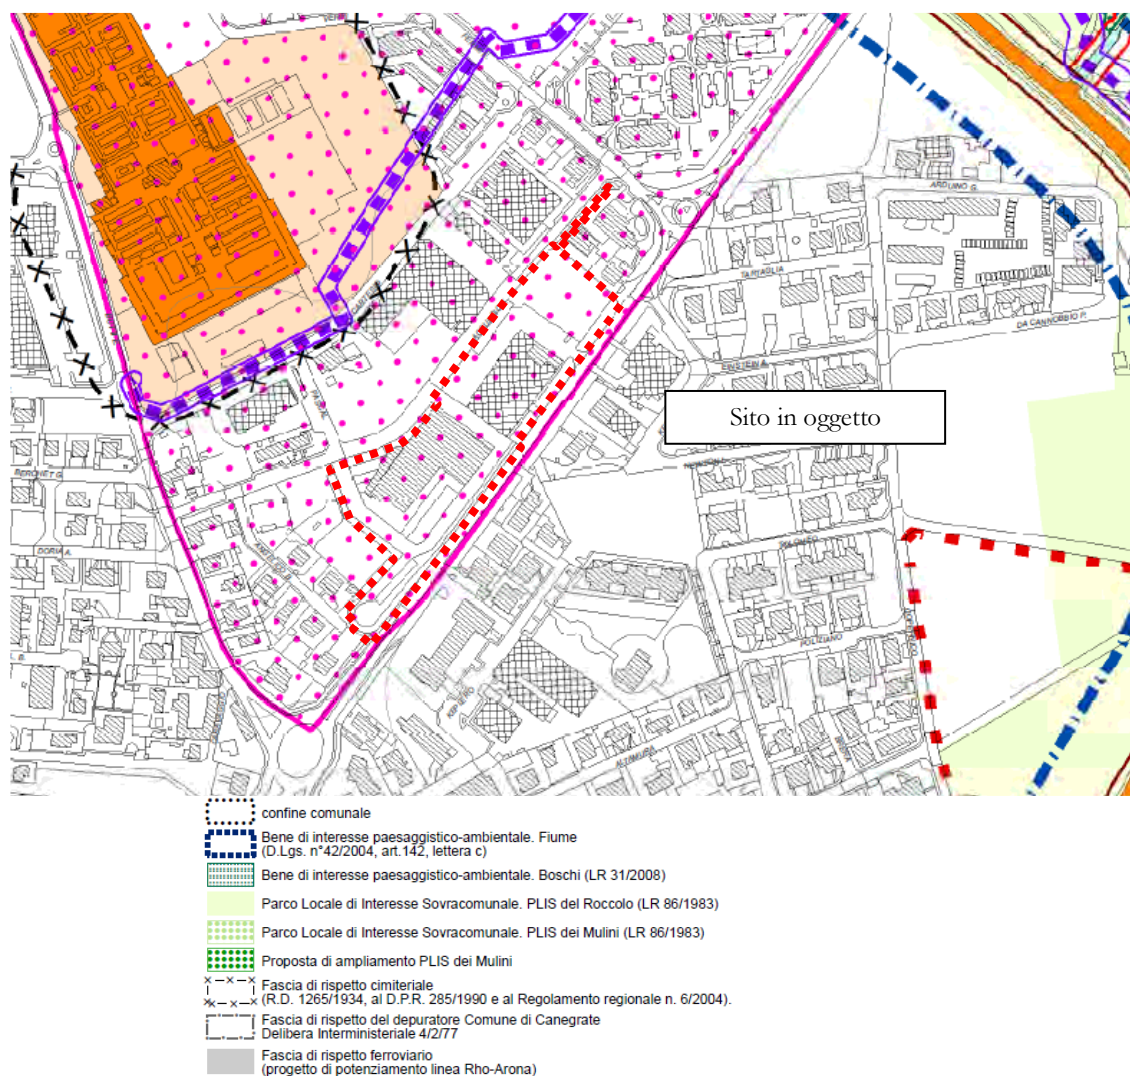 ARDUINO G.
TARTAGLIA
DA CANNOBBIO P.
EINSTEIN A.
Sito in oggetto
NEWTON I.
BERCHET G.
DORIA A.
GALILEO
POLIZIANO
KEPLERO
ALTAMURA
confine comunale
Bene di interesse paesaggistico-ambientale. Fiume
(D.Lgs. n°42/2004, art.142, lettera c)
Bene di interesse paesaggistico-ambientale. Boschi (LR 31/2008)
Parco Locale di Interesse Sovracomunale. PLIS del Roccolo (LR 86/1983)
Parco Locale di Interesse Sovracomunale. PLIS dei Mulini (LR 86/1983)
Proposta di ampliamento PLIS dei Mulini
Fascia di rispetto cimiteriale
(R.D. 1265/1934, al D.P.R. 285/1990 e al Regolamento regionale n. 6/2004).
Fascia di rispetto del depuratore Comune di Canegrate
Delibera Interministeriale 4/2/77
Fascia di rispetto ferroviario
(progetto di potenziamento linea Rho-Arona)